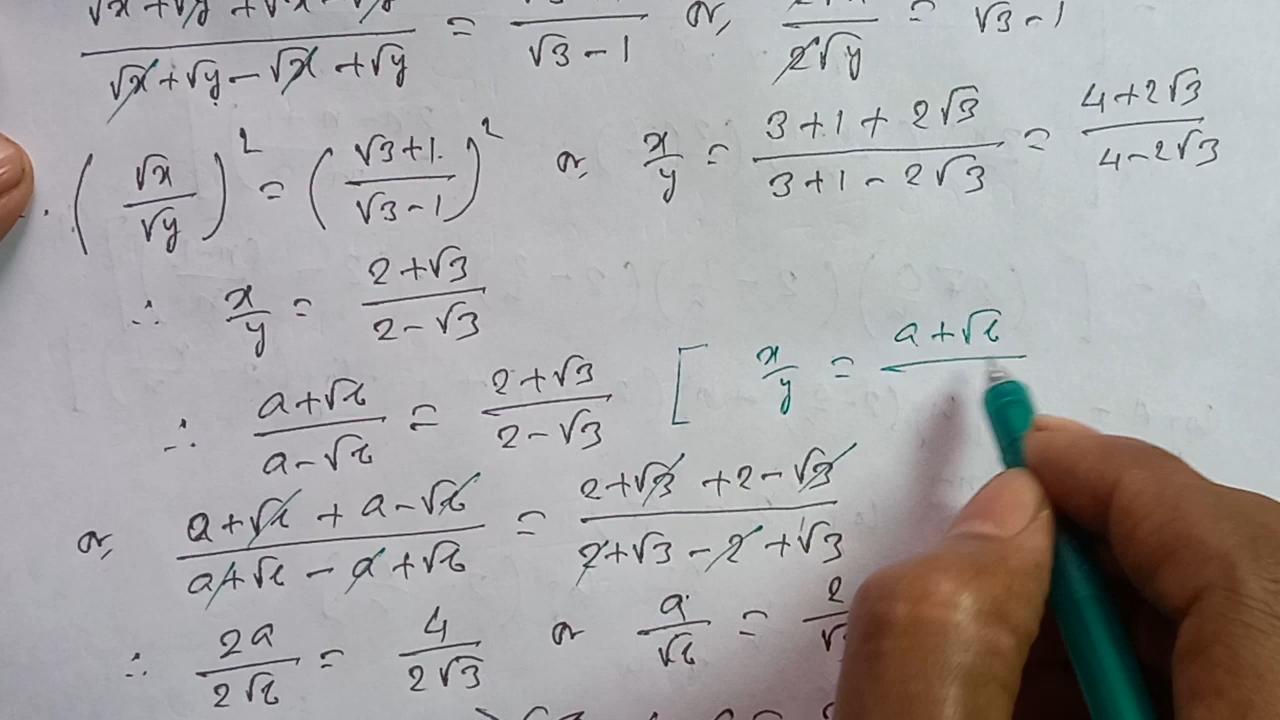 (√x+√y+√x-√y)/(√x+√y-√x+√y) = /(√3-1) or, /(2√y) = √3-1
(√x/√y)² = ((√3+1)/(√3-1))² or, x/y = (3+1+2√3)/(3+1-2√3) = (4+2√3)/(4-2√3)
∴ x/y = (2+√3)/(2-√3)
∴ (a+√c)/(a-√c) = (2+√3)/(2-√3) [ x/y = a+√c
or, (a+√c+a-√c)/(a+√c-a+√c) = (2+√3+2-√3)/(2+√3-2+√3)
∴ 2a/(2√c) = 4/(2√3) or a/√c = 2/√